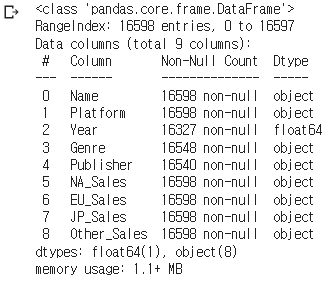 <class 'pandas.core.frame.DataFrame'>
RangeIndex: 16598 entries, 0 to 16597
Data columns (total 9 columns):
 #   Column       Non-Null Count  Dtype
---  ------       --------------  -----
 0   Name         16598 non-null  object
 1   Platform     16598 non-null  object
 2   Year         16327 non-null  float64
 3   Genre        16548 non-null  object
 4   Publisher    16540 non-null  object
 5   NA_Sales     16598 non-null  object
 6   EU_Sales     16598 non-null  object
 7   JP_Sales     16598 non-null  object
 8   Other_Sales  16598 non-null  object
dtypes: float64(1), object(8)
memory usage: 1.1+ MB